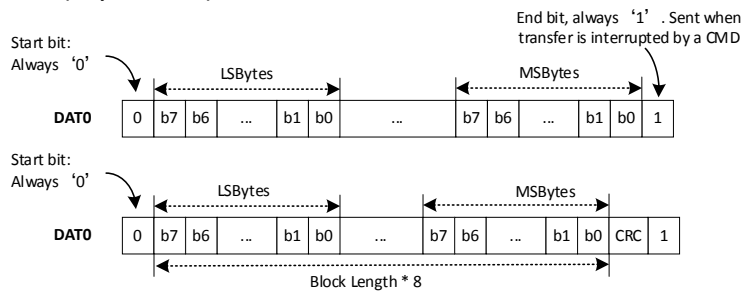 End bit, always ‘1’ . Sent when
transfer is interrupted by a CMD
Start bit:
Always ‘0’
LSBytes
MSBytes
DAT0 0 b7 b6 ... b1 b0 ... b7 b6 ... b1 b0 1
Start bit:
Always ‘0’
LSBytes
MSBytes
DAT0 0 b7 b6 ... b1 b0 ... b7 b6 ... b1 b0 CRC 1
Block Length * 8